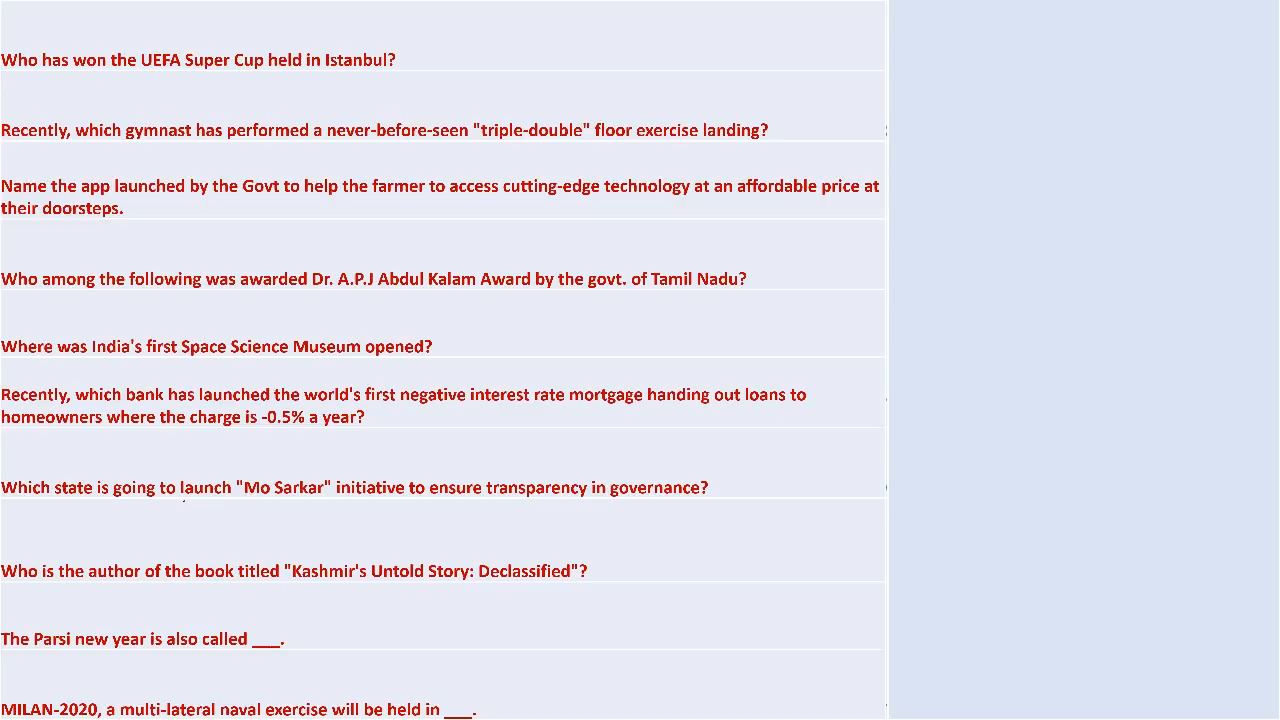 Who has won the UEFA Super Cup held in Istanbul?
Recently, which gymnast has performed a never-before-seen "triple-double" floor exercise landing?
Name the app launched by the Govt to help the farmer to access cutting-edge technology at an affordable price at
their doorsteps.
Who among the following was awarded Dr. A.P.J Abdul Kalam Award by the govt. of Tamil Nadu?
Where was India's first Space Science Museum opened?
Recently, which bank has launched the world's first negative interest rate mortgage handing out loans to
homeowners where the charge is -0.5% a year?
Which state is going to launch "Mo Sarkar" initiative to ensure transparency in governance?
Who is the author of the book titled "Kashmir's Untold Story: Declassified"?
The Parsi new year is also called ___.
MILAN-2020, a multi-lateral naval exercise will be held in ___.